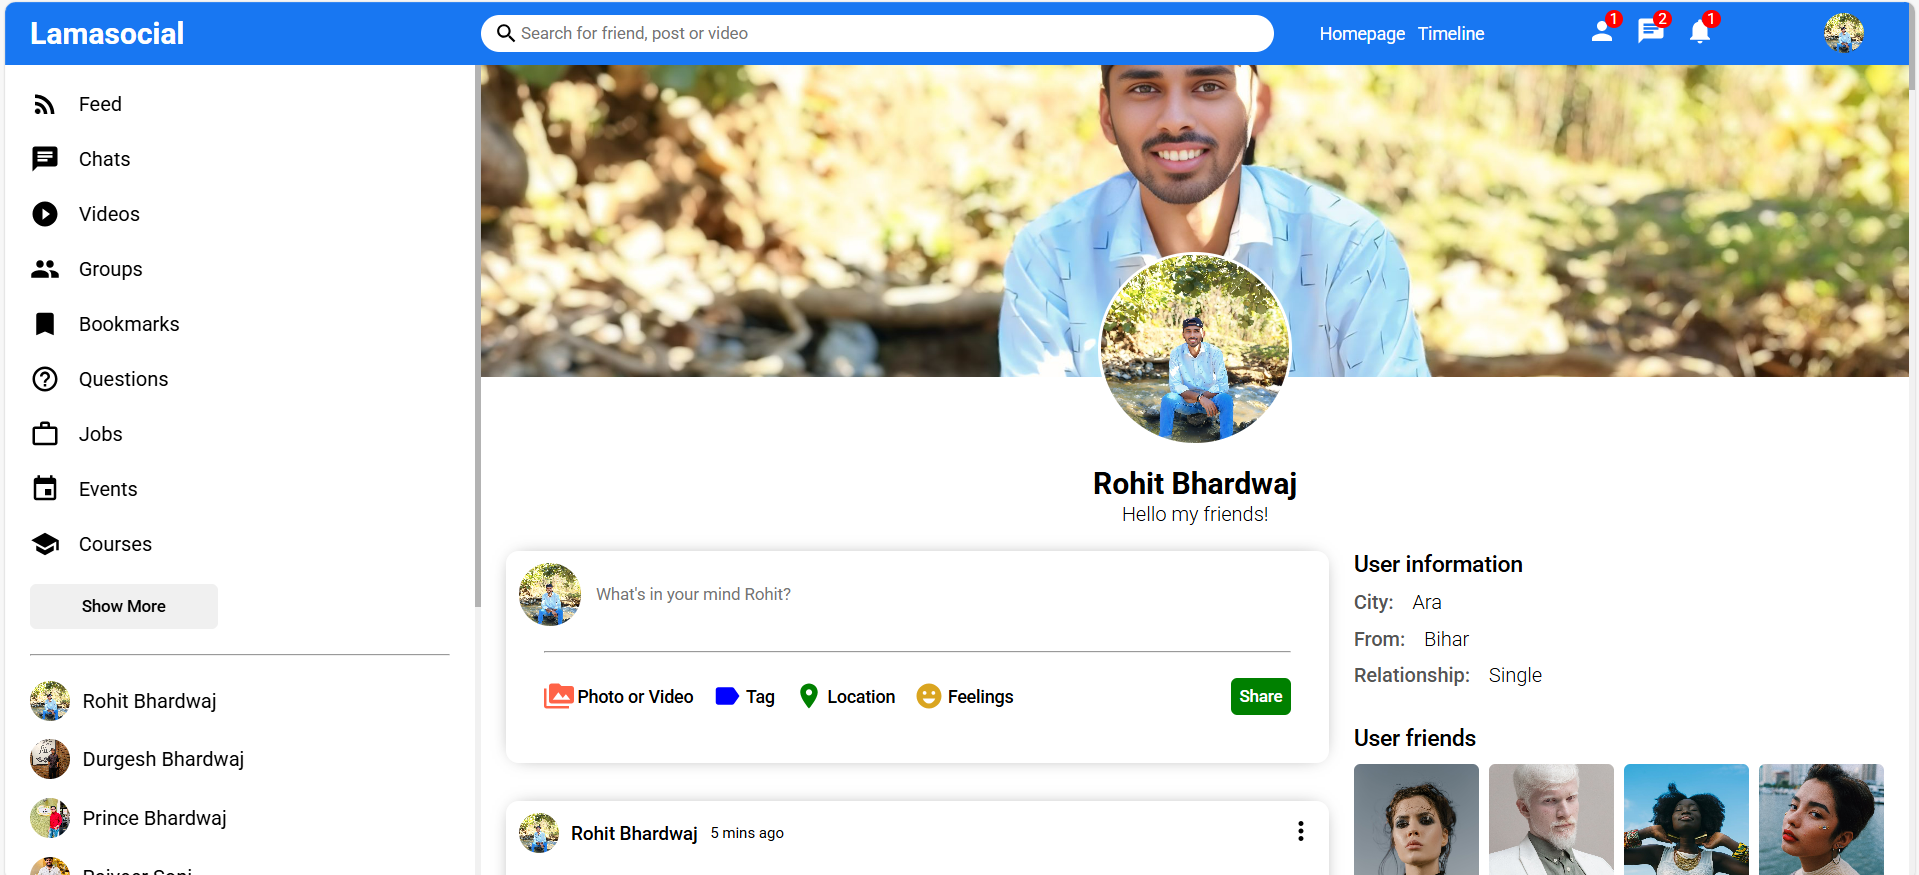 Lamasocial
Search for friend, post or video
Homepage Timeline
1
2
1
Feed
Chats
Videos
Groups
Bookmarks
Questions
Jobs
Events
Courses
Show More
Rohit Bhardwaj
Durgesh Bhardwaj
Prince Bhardwaj
Rohit Bhardwaj
Hello my friends!
What's in your mind Rohit?
Photo or Video Tag Location Feelings Share
Rohit Bhardwaj 5 mins ago
User information
City: Ara
From: Bihar
Relationship: Single
User friends